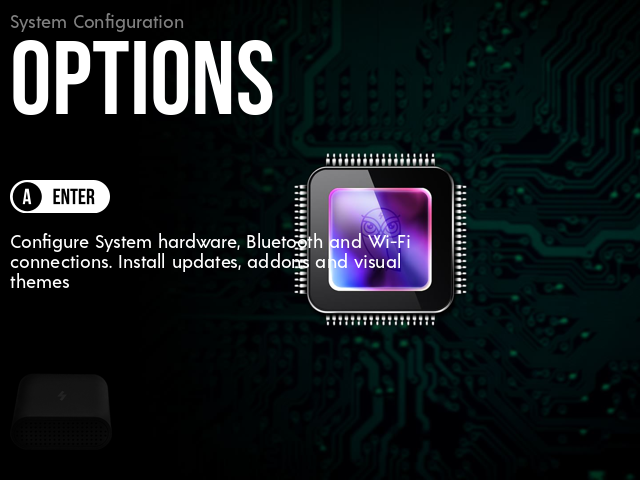 System Configuration
OPTIONS
A ENTER
Configure System hardware, Bluetooth and Wi-Fi
connections. Install updates, addons and visual
themes